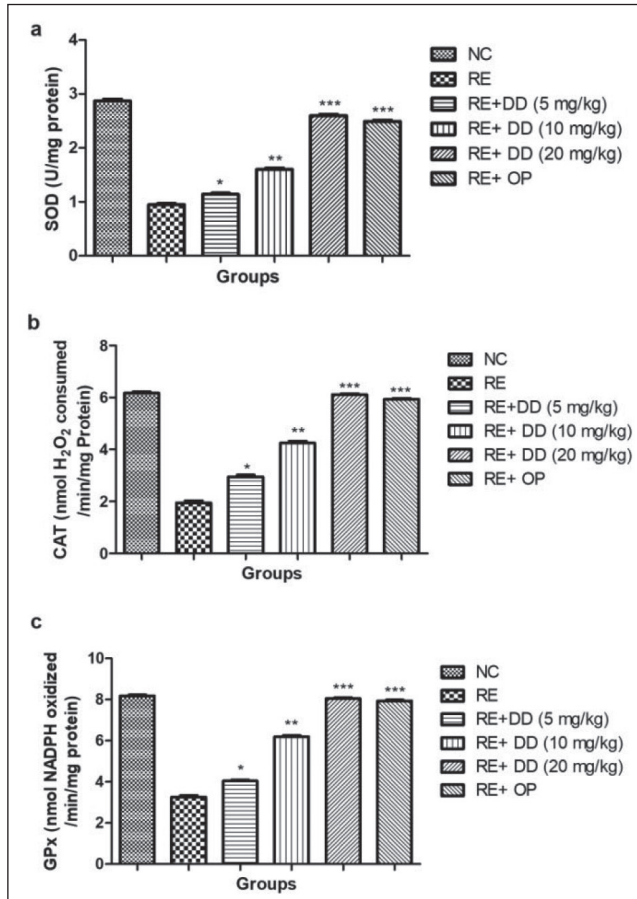 a
SOD (U/mg protein)
4
3
2
1
0
*
**
***
***
Groups
NC
RE
RE+DD (5 mg/kg)
RE+ DD (10 mg/kg)
RE+ DD (20 mg/kg)
RE+ OP
b
CAT (nmol H₂O₂ consumed
/min/mg Protein)
8
6
4
2
0
*
**
***
***
Groups
NC
RE
RE+DD (5 mg/kg)
RE+ DD (10 mg/kg)
RE+ DD (20 mg/kg)
RE+ OP
c
GPx (nmol NADPH oxidized
/min/mg protein)
10
8
6
4
2
0
*
**
***
***
Groups
NC
RE
RE+DD (5 mg/kg)
RE+ DD (10 mg/kg)
RE+ DD (20 mg/kg)
RE+ OP